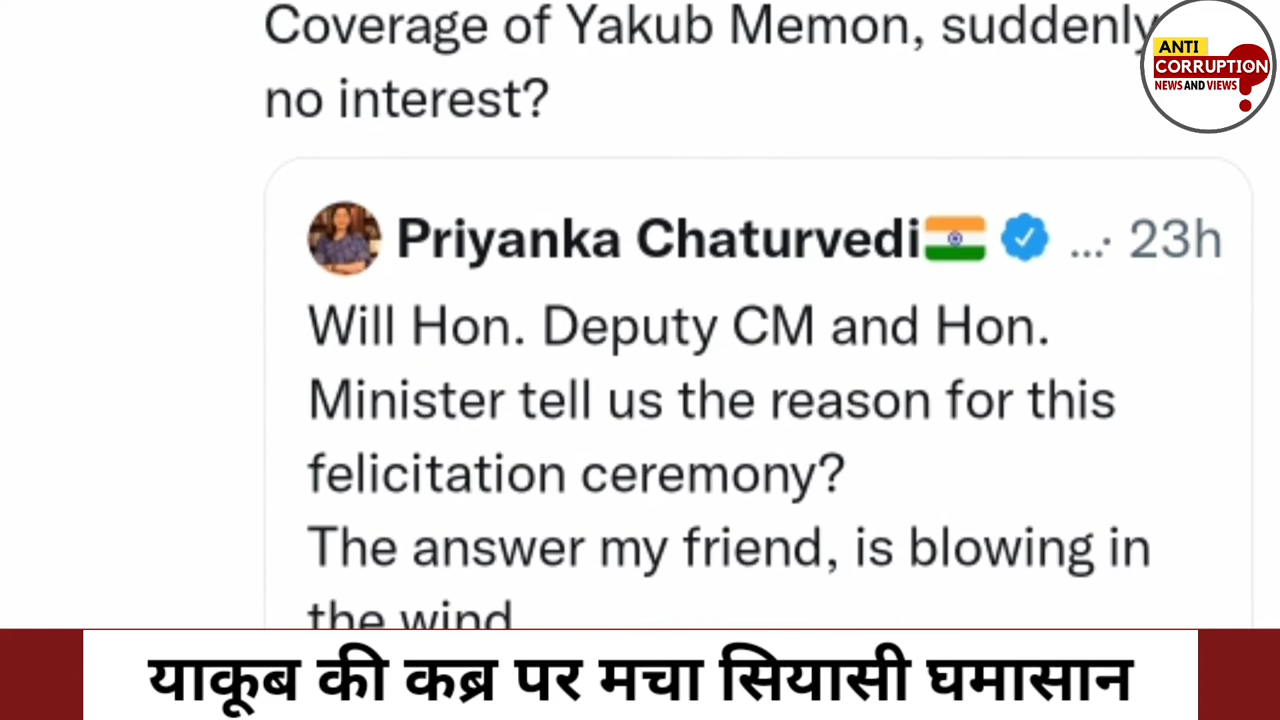 Coverage of Yakub Memon, suddenly
no interest?
ANTI
CORRUPTION
NEWS AND VIEWS
Priyanka Chaturvedi ...· 23h
Will Hon. Deputy CM and Hon.
Minister tell us the reason for this
felicitation ceremony?
The answer my friend, is blowing in
the wind
याकूब की कब्र पर मचा सियासी घमासान